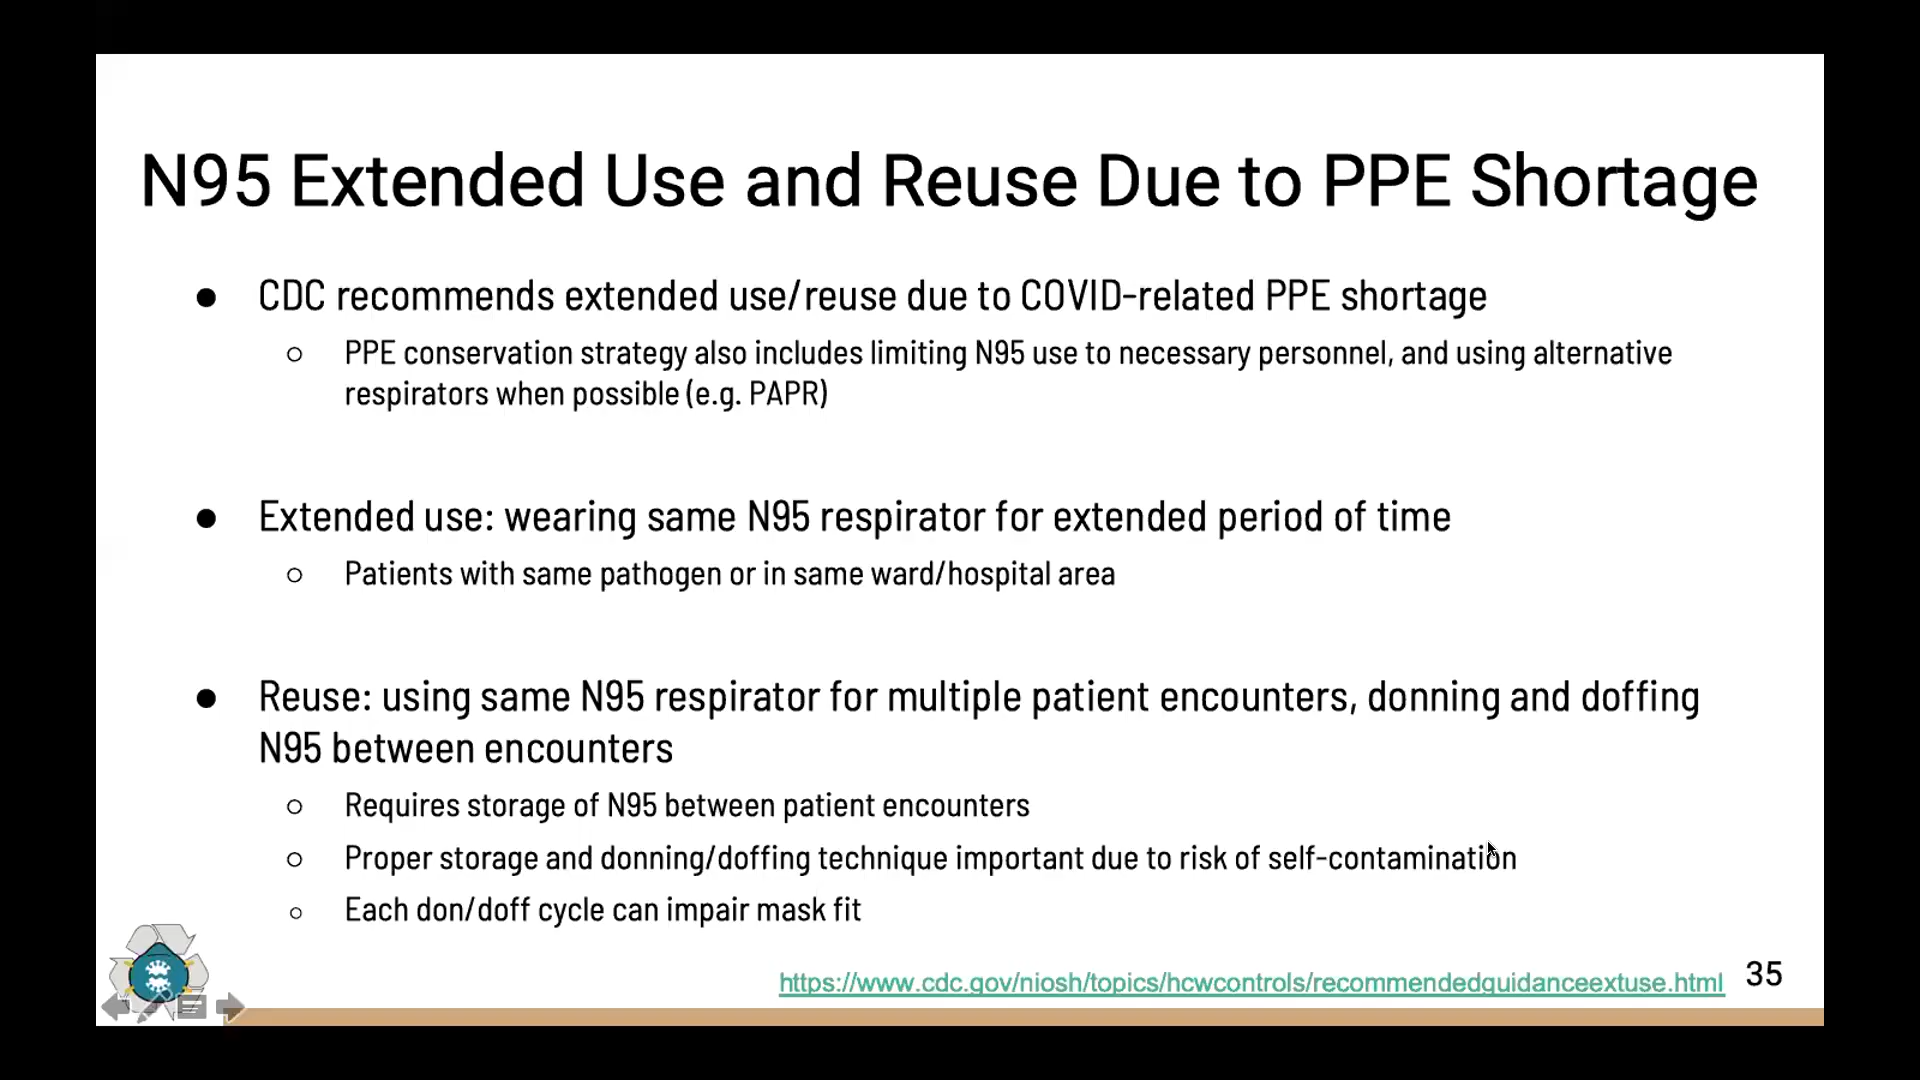 N95 Extended Use and Reuse Due to PPE Shortage
● CDC recommends extended use/reuse due to COVID-related PPE shortage
○ PPE conservation strategy also includes limiting N95 use to necessary personnel, and using alternative
respirators when possible (e.g. PAPR)
● Extended use: wearing same N95 respirator for extended period of time
○ Patients with same pathogen or in same ward/hospital area
● Reuse: using same N95 respirator for multiple patient encounters, donning and doffing
N95 between encounters
○ Requires storage of N95 between patient encounters
○ Proper storage and donning/doffing technique important due to risk of self-contamination
○ Each don/doff cycle can impair mask fit
https://www.cdc.gov/niosh/topics/hcwcontrols/recommendedguidanceextuse.html
35